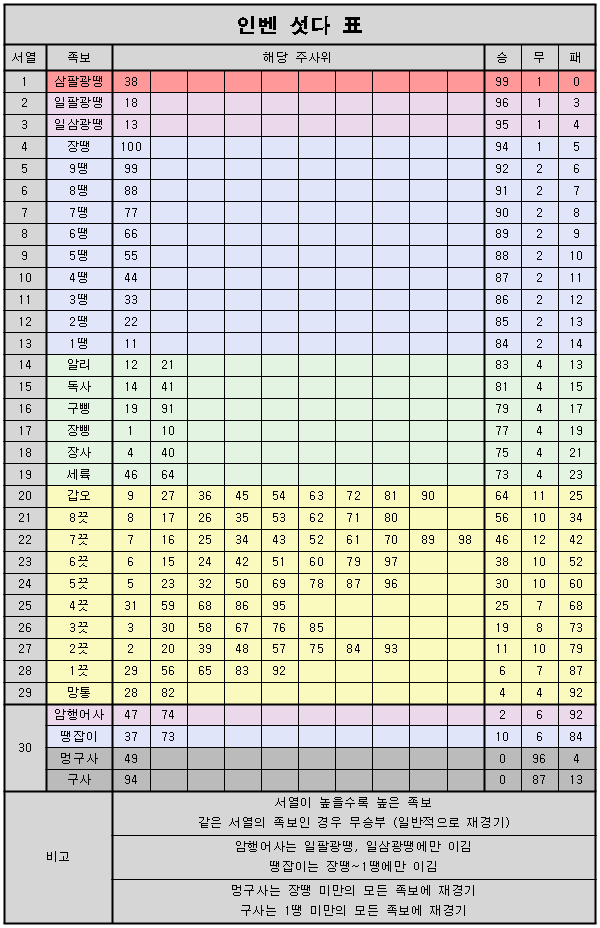 인벤 섯다 표
서열 족보 해당 주사위 승 무 패
1 삼팔광땡 38 99 1 0
2 일팔광땡 18 96 1 3
3 일삼광땡 13 95 1 4
4 장땡 100 94 1 5
5 9땡 99 92 2 6
6 8땡 88 91 2 7
7 7땡 77 90 2 8
8 6땡 66 89 2 9
9 5땡 55 88 2 10
10 4땡 44 87 2 11
11 3땡 33 86 2 12
12 2땡 22 85 2 13
13 1땡 11 84 2 14
14 알리 12 21 83 4 13
15 독사 14 41 81 4 15
16 구삥 19 91 79 4 17
17 장삥 1 10 77 4 19
18 장사 4 40 75 4 21
19 세륙 46 64 73 4 23
20 갑오 9 27 36 45 54 63 72 81 90 64 11 25
21 8끗 8 17 26 35 53 62 71 80 56 10 34
22 7끗 7 16 25 34 43 52 61 70 89 98 46 12 42
23 6끗 6 15 24 42 51 60 79 97 38 10 52
24 5끗 5 23 32 50 69 78 87 96 30 10 60
25 4끗 31 59 68 86 95 25 7 68
26 3끗 3 30 58 67 76 85 19 8 73
27 2끗 2 20 39 48 57 75 84 93 11 10 79
28 1끗 29 56 65 83 92 6 7 87
29 망통 28 82 4 4 92
30 암행어사 47 74 2 6 92
땡잡이 37 73 10 6 84
멍구사 49 0 96 4
구사 94 0 87 13
비고
서열이 높을수록 높은 족보
같은 서열의 족보인 경우 무승부 (일반적으로 재경기)
암행어사는 일팔광땡, 일삼광땡에만 이김
땡잡이는 장땡~1땡에만 이김
멍구사는 장땡 미만의 모든 족보에 재경기
구사는 1땡 미만의 모든 족보에 재경기